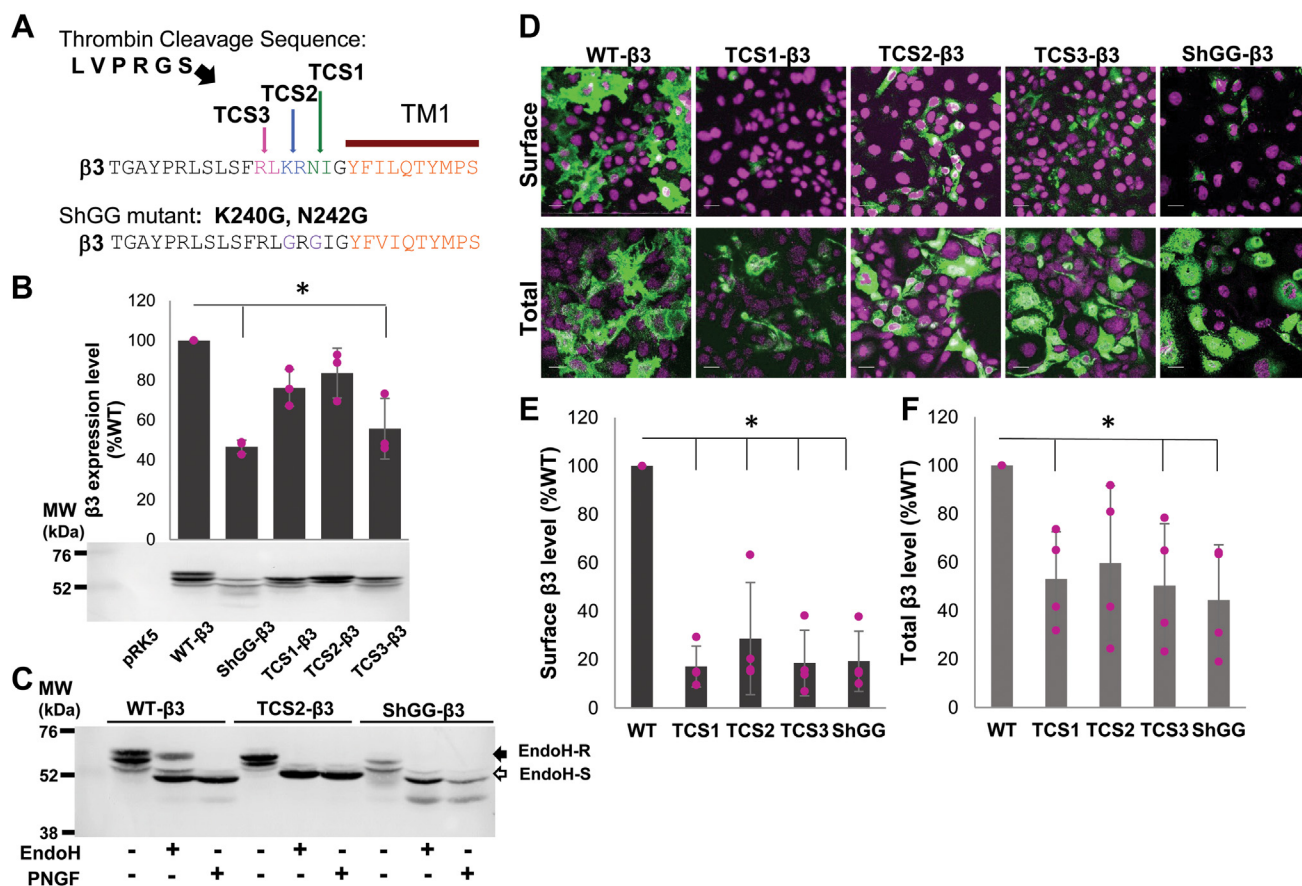 A
Thrombin Cleavage Sequence:
L V P R G S
TCS1
TCS2
TCS3
TM1
β3 TGAYPRLSLSFRLKRNIGYFILQTYMPS
ShGG mutant: K240G, N242G
β3 TGAYPRLSLSFRLGRGIGYFVIQTYMPS
B
β3 expression level
(%WT)
120
100
80
60
40
20
0
*
MW
(kDa)
76
52
pRK5
WT-β3
ShGG-β3
TCS1-β3
TCS2-β3
TCS3-β3
C
MW
(kDa)
WT-β3 TCS2-β3 ShGG-β3
76
52
38
EndoH-R
EndoH-S
EndoH - + - - + - - + -
PNGF - - + - - + - - +
D
WT-β3 TCS1-β3 TCS2-β3 TCS3-β3 ShGG-β3
Surface
Total
E
Surface β3 level (%WT)
120
100
80
60
40
20
0
*
WT TCS1 TCS2 TCS3 ShGG
F
Total β3 level (%WT)
120
100
80
60
40
20
0
*
WT TCS1 TCS2 TCS3 ShGG